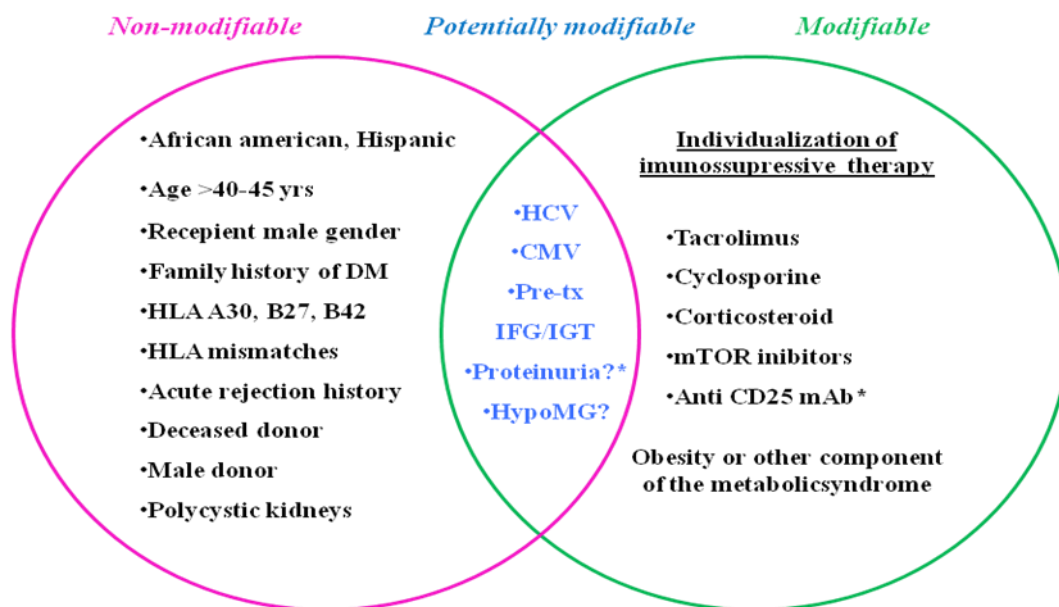 Non-modifiable
Potentially modifiable
Modifiable
•African american, Hispanic
•Age >40-45 yrs
•Recepient male gender
•Family history of DM
•HLA A30, B27, B42
•HLA mismatches
•Acute rejection history
•Deceased donor
•Male donor
•Polycystic kidneys
•HCV
•CMV
•Pre-tx
IFG/IGT
•Proteinuria?*
•HypoMG?
Individualization of
imunossupressive therapy
•Tacrolimus
•Cyclosporine
•Corticosteroid
•mTOR inibitors
•Anti CD25 mAb*
Obesity or other component
of the metabolicsyndrome